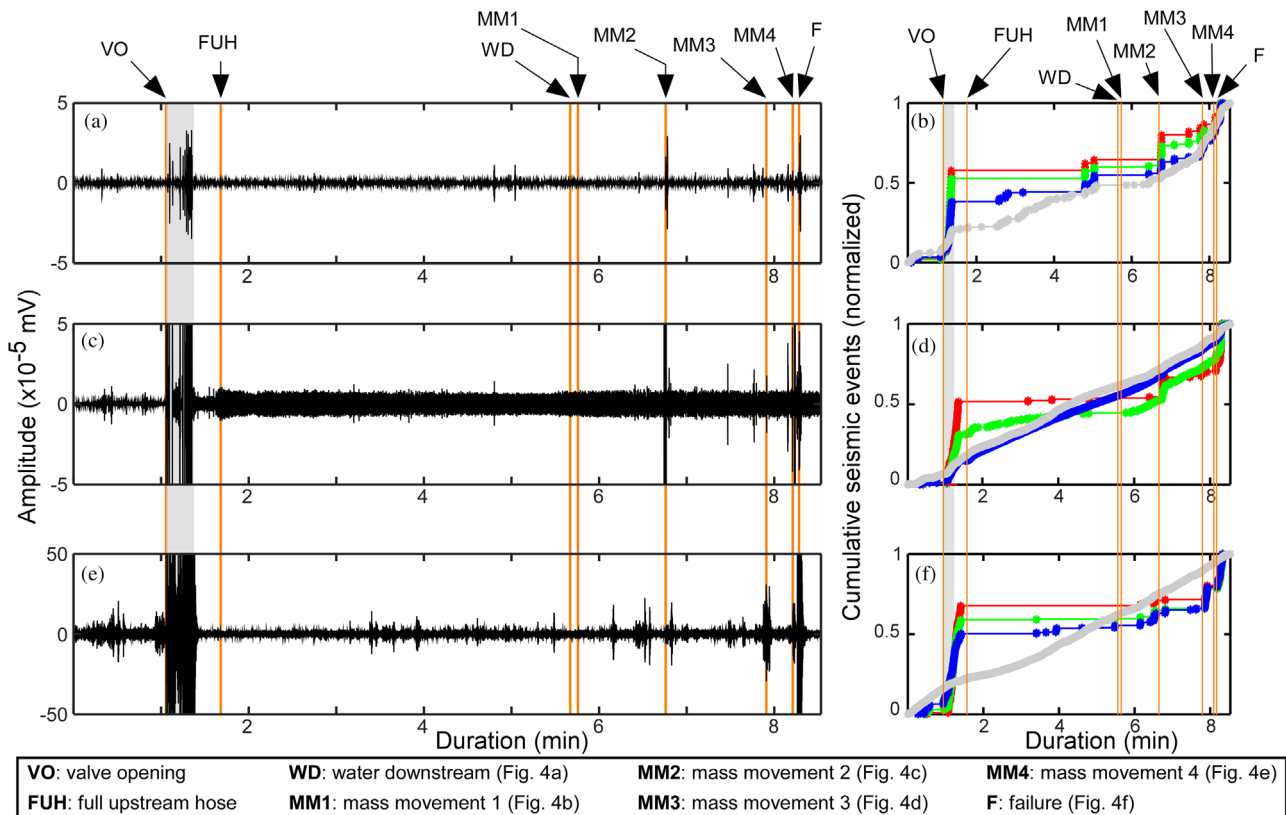 VO
FUH
WD
MM1
MM2
MM3
MM4
F
VO
FUH
WD
MM1
MM2
MM3
MM4
F
Amplitude (x10-5 mV)
(a)
5
0
-5
2
4
6
8
(c)
5
0
-5
2
4
6
8
(e)
50
0
-50
2
4
6
8
Duration (min)
Cumulative seismic events (normalized)
(b)
1
0.5
0
2
4
6
8
(d)
1
0.5
0
2
4
6
8
(f)
1
0.5
0
2
4
6
8
Duration (min)
VO: valve opening
WD: water downstream (Fig. 4a)
MM2: mass movement 2 (Fig. 4c)
MM4: mass movement 4 (Fig. 4e)
FUH: full upstream hose
MM1: mass movement 1 (Fig. 4b)
MM3: mass movement 3 (Fig. 4d)
F: failure (Fig. 4f)